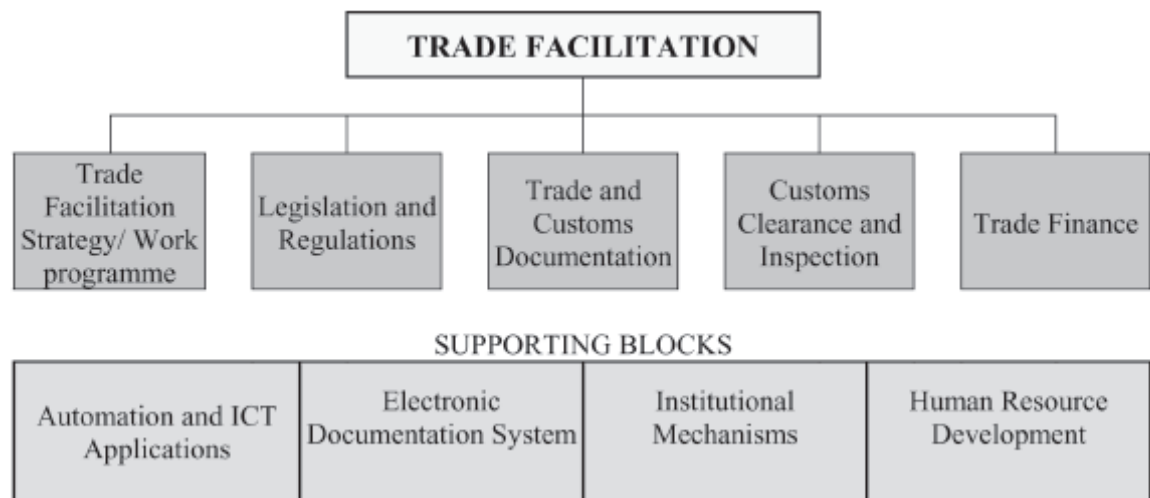 TRADE FACILITATION
Trade
Facilitation
Strategy/ Work
programme
Legislation and
Regulations
Trade and
Customs
Documentation
Customs
Clearance and
Inspection
Trade Finance
SUPPORTING BLOCKS
Automation and ICT
Applications
Electronic
Documentation System
Institutional
Mechanisms
Human Resource
Development